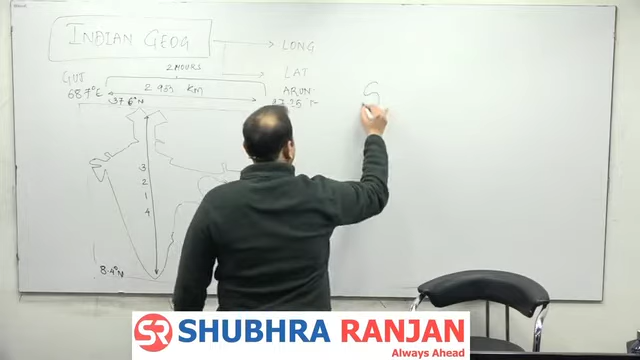 INDIAN GEOG
LONG
LAT
2 HOURS
GUJ
ARUN
68.7°E
2 933 KM
37.6°N
3
2
1
4
8.4°N
S
SR
SHUBHRA RANJAN
Always Ahead